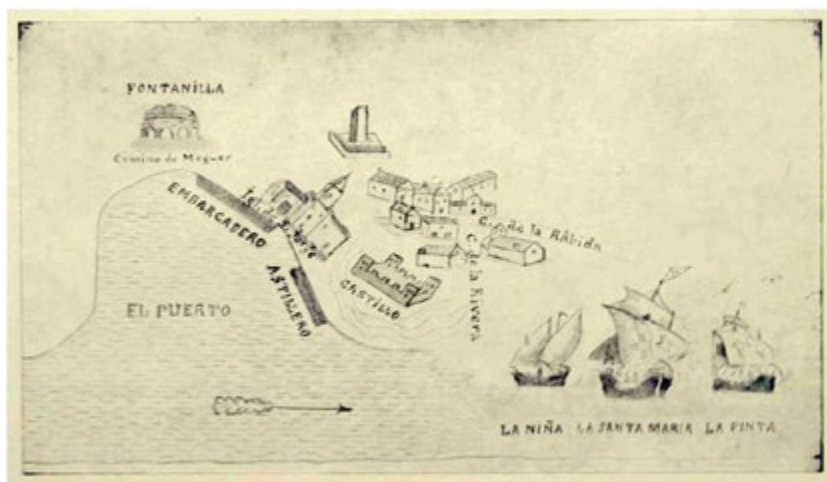 FONTANILLA
Camino de Moguer
EMBARCADERO
ASTILLERO
EL PUERTO
CASTILLO
de la Rábida
C. de la Rivera
LA NIÑA LA SANTA MARIA LA PINTA